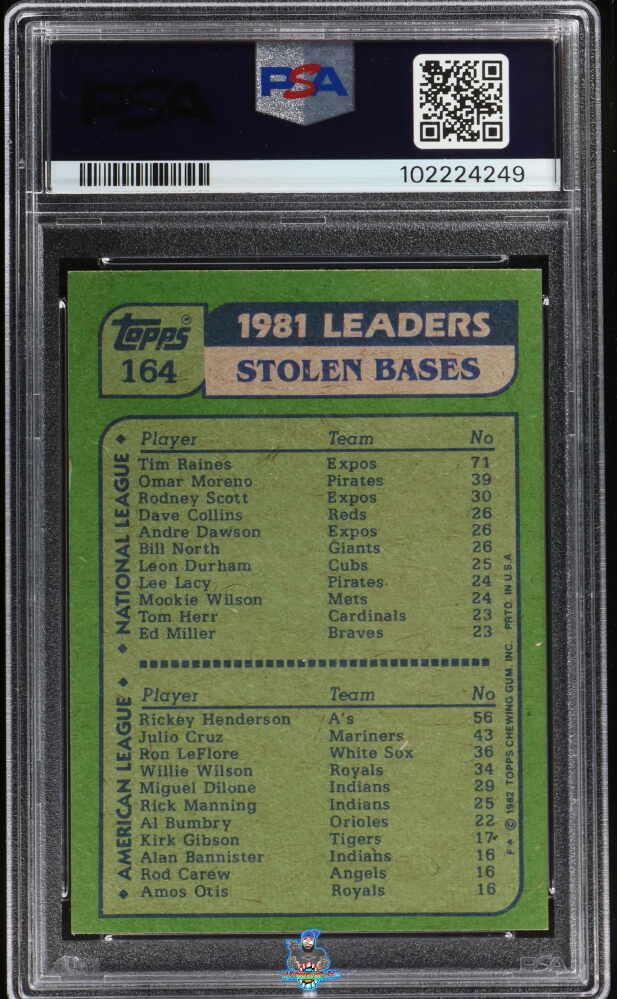 PSA
PSA
102224249
topps®
164
1981 LEADERS
STOLEN BASES
NATIONAL LEAGUE
Player Team No
Tim Raines Expos 71
Omar Moreno Pirates 39
Rodney Scott Expos 30
Dave Collins Reds 26
Andre Dawson Expos 26
Bill North Giants 26
Leon Durham Cubs 25
Lee Lacy Pirates 24
Mookie Wilson Mets 24
Tom Herr Cardinals 23
Ed Miller Braves 23
AMERICAN LEAGUE
Player Team No
Rickey Henderson A's 56
Julio Cruz Mariners 43
Ron LeFlore White Sox 36
Willie Wilson Royals 34
Miguel Dilone Indians 29
Rick Manning Indians 25
Al Bumbry Orioles 22
Kirk Gibson Tigers 17
Alan Bannister Indians 16
Rod Carew Angels 16
Amos Otis Royals 16
F* © 1982 TOPPS CHEWING GUM, INC. PRTD. IN U.S.A.
PSA